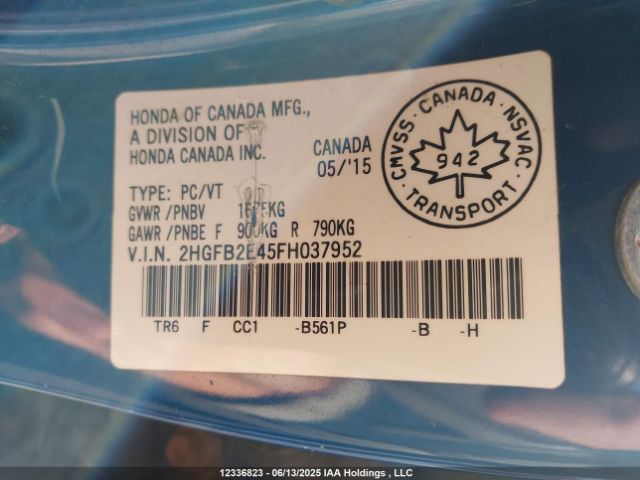 HONDA OF CANADA MFG.,
A DIVISION OF
HONDA CANADA INC.
CANADA
05/'15
CMVSS · CANADA · NSVAC
942
TRANSPORT
TYPE: PC/VT
GVWR /PNBV
GAWR /PNBE F 900KG R 790KG
V.I.N. 2HGFB2E45FH037952
TR6 F CC1 -B561P -B -H
12336823 - 06/13/2025 IAA Holdings , LLC